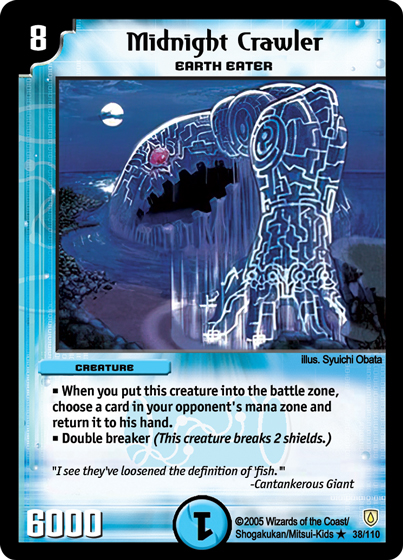 8
Midnight Crawler
EARTH EATER
illus. Syuichi Obata
CREATURE
▪ When you put this creature into the battle zone,
choose a card in your opponent's mana zone and
return it to his hand.
▪ Double breaker (This creature breaks 2 shields.)
"I see they've loosened the definition of 'fish.'"
-Cantankerous Giant
6000
1
©2005 Wizards of the Coast/
Shogakukan/Mitsui-Kids ★ 38/110